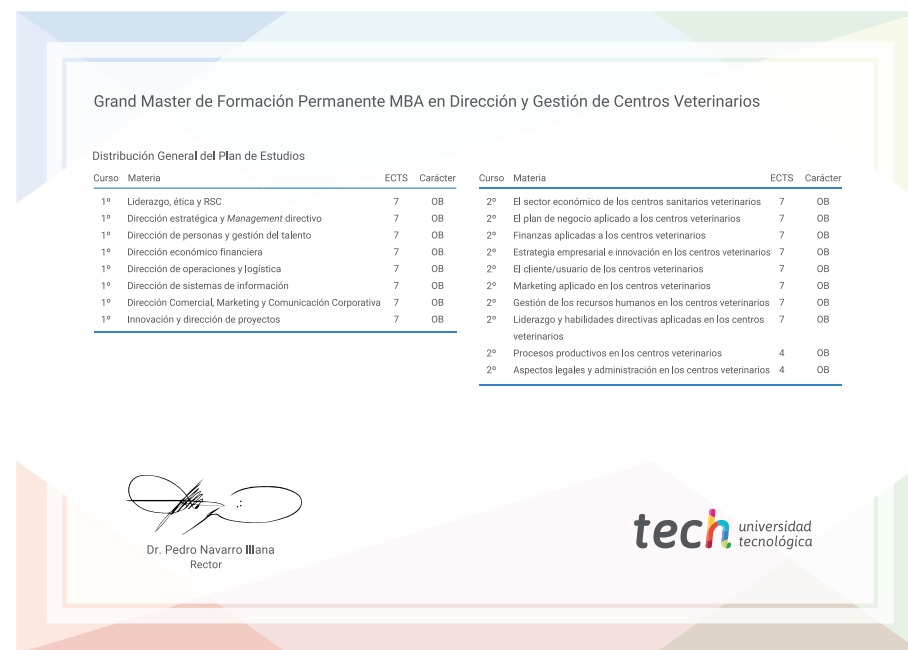 Grand Master de Formación Permanente MBA en Dirección y Gestión de Centros Veterinarios
Distribución General del Plan de Estudios
Curso Materia ECTS Carácter
1º Liderazgo, ética y RSC 7 OB
1º Dirección estratégica y Management directivo 7 OB
1º Dirección de personas y gestión del talento 7 OB
1º Dirección económico financiera 7 OB
1º Dirección de operaciones y logística 7 OB
1º Dirección de sistemas de información 7 OB
1º Dirección Comercial, Marketing y Comunicación Corporativa 7 OB
1º Innovación y dirección de proyectos 7 OB
Curso Materia ECTS Carácter
2º El sector económico de los centros sanitarios veterinarios 7 OB
2º El plan de negocio aplicado a los centros veterinarios 7 OB
2º Finanzas aplicadas a los centros veterinarios 7 OB
2º Estrategia empresarial e innovación en los centros veterinarios 7 OB
2º El cliente/usuario de los centros veterinarios 7 OB
2º Marketing aplicado en los centros veterinarios 7 OB
2º Gestión de los recursos humanos en los centros veterinarios 7 OB
2º Liderazgo y habilidades directivas aplicadas en los centros 7 OB
veterinarios
2º Procesos productivos en los centros veterinarios 4 OB
2º Aspectos legales y administración en los centros veterinarios 4 OB
Dr. Pedro Navarro Illana
Rector
tech universidad
tecnológica